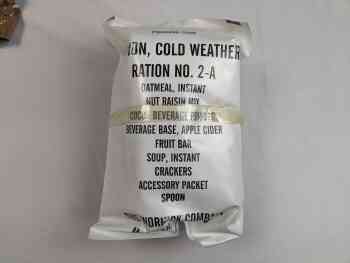 ION, COLD WEATHER
RATION NO. 2-A
OATMEAL, INSTANT
NUT RAISIN MIX
COCOA BEVERAGE POWDER
BEVERAGE BASE, APPLE CIDER
FRUIT BAR
SOUP, INSTANT
CRACKERS
ACCESSORY PACKET
SPOON
COMPANY